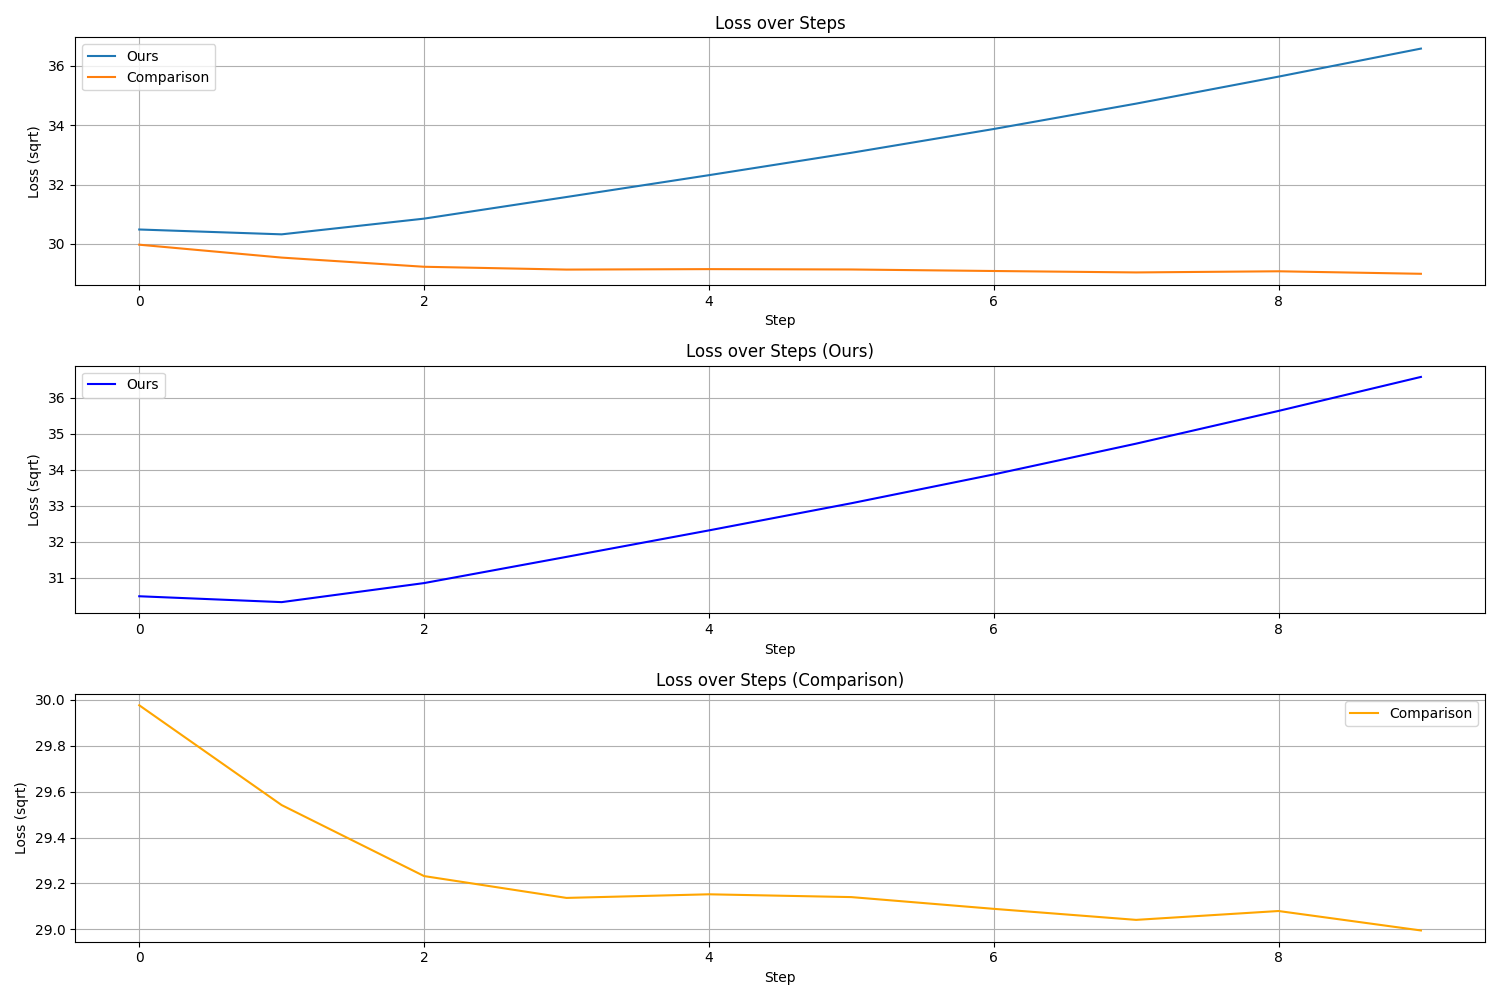 Loss over Steps
Ours
Comparison
36
34
32
30
Loss (sqrt)
0 2 4 6 8
Step
Loss over Steps (Ours)
Ours
36
35
34
33
32
31
Loss (sqrt)
0 2 4 6 8
Step
Loss over Steps (Comparison)
Comparison
30.0
29.8
29.6
29.4
29.2
29.0
Loss (sqrt)
0 2 4 6 8
Step